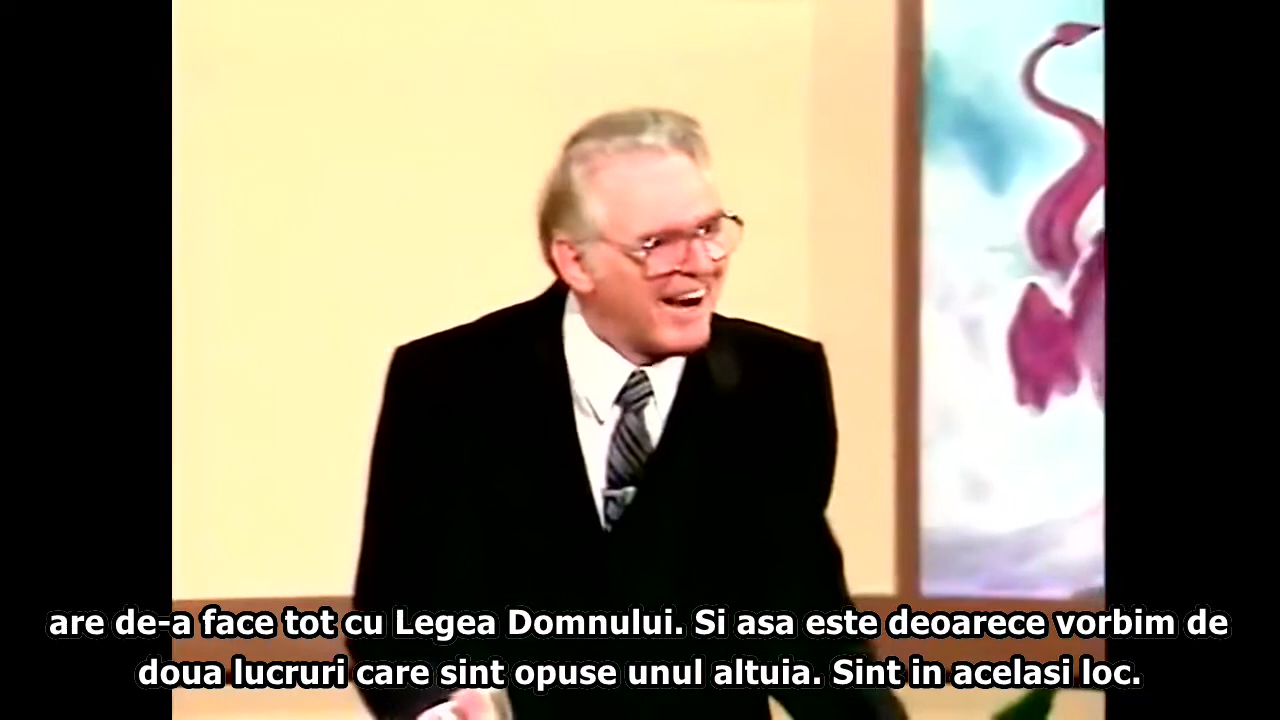 are de-a face tot cu Legea Domnului. Si asa este deoarece vorbim de
doua lucruri care sint opuse unul altuia. Sint in acelasi loc.